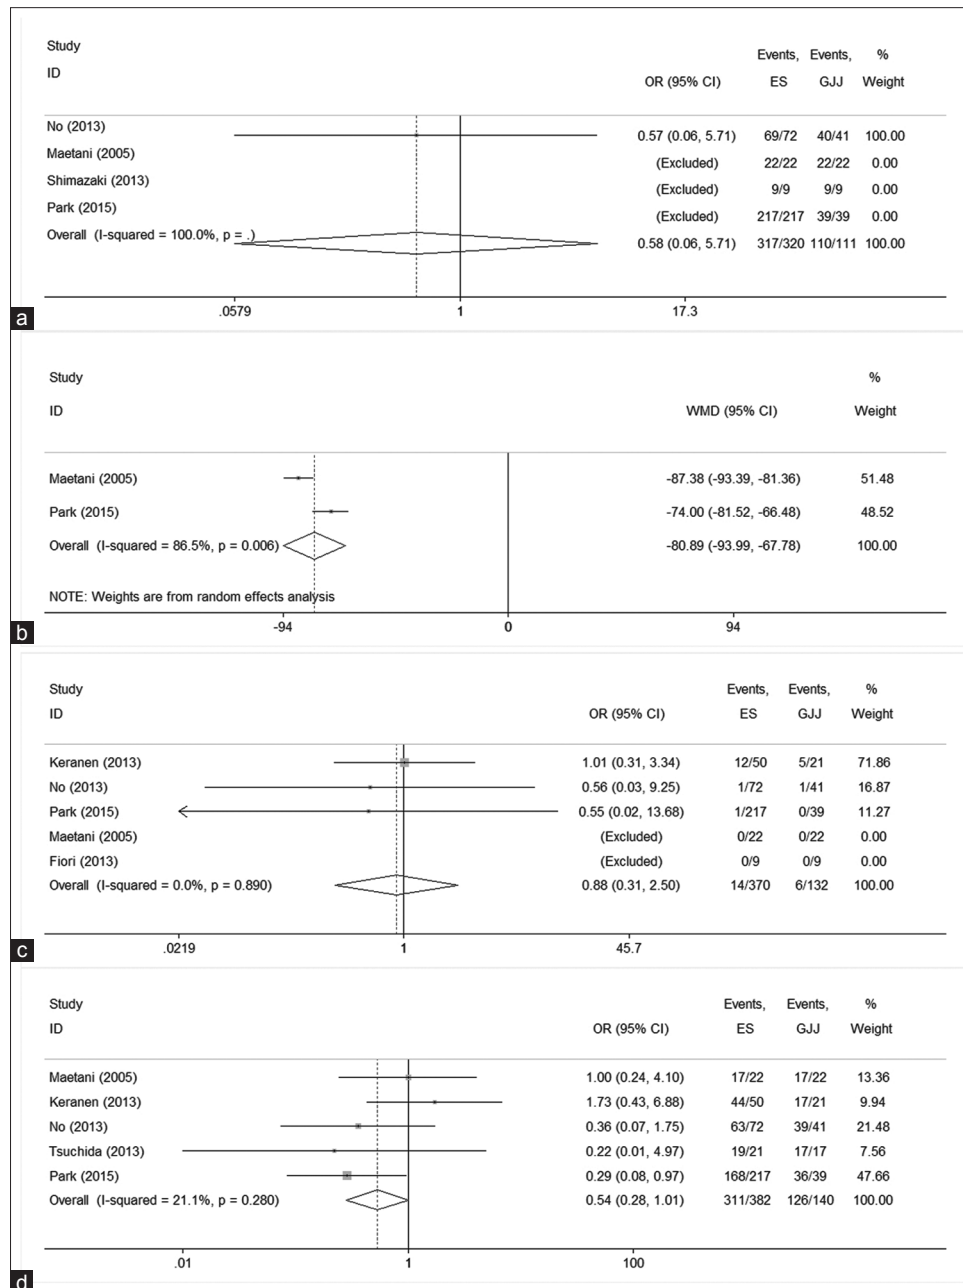 Study
Events, Events, %
ID
OR (95% CI) ES GJJ Weight
No (2013) 0.57 (0.06, 5.71) 69/72 40/41 100.00
Maetani (2005) (Excluded) 22/22 22/22 0.00
Shimazaki (2013) (Excluded) 9/9 9/9 0.00
Park (2015) (Excluded) 217/217 39/39 0.00
Overall (I-squared = 100.0%, p = .) 0.58 (0.06, 5.71) 317/320 110/111 100.00
.0579 1 17.3
a
Study %
ID WMD (95% CI) Weight
Maetani (2005) -87.38 (-93.39, -81.36) 51.48
Park (2015) -74.00 (-81.52, -66.48) 48.52
Overall (I-squared = 86.5%, p = 0.006) -80.89 (-93.99, -67.78) 100.00
NOTE: Weights are from random effects analysis
-94 0 94
b
Study Events, Events, %
ID OR (95% CI) ES GJJ Weight
Keranen (2013) 1.01 (0.31, 3.34) 12/50 5/21 71.86
No (2013) 0.56 (0.03, 9.25) 1/72 1/41 16.87
Park (2015) 0.55 (0.02, 13.68) 1/217 0/39 11.27
Maetani (2005) (Excluded) 0/22 0/22 0.00
Fiori (2013) (Excluded) 0/9 0/9 0.00
Overall (I-squared = 0.0%, p = 0.890) 0.88 (0.31, 2.50) 14/370 6/132 100.00
.0219 1 45.7
c
Study Events, Events, %
ID OR (95% CI) ES GJJ Weight
Maetani (2005) 1.00 (0.24, 4.10) 17/22 17/22 13.36
Keranen (2013) 1.73 (0.43, 6.88) 44/50 17/21 9.94
No (2013) 0.36 (0.07, 1.75) 63/72 39/41 21.48
Tsuchida (2013) 0.22 (0.01, 4.97) 19/21 17/17 7.56
Park (2015) 0.29 (0.08, 0.97) 168/217 36/39 47.66
Overall (I-squared = 21.1%, p = 0.280) 0.54 (0.28, 1.01) 311/382 126/140 100.00
.01 1 100
d